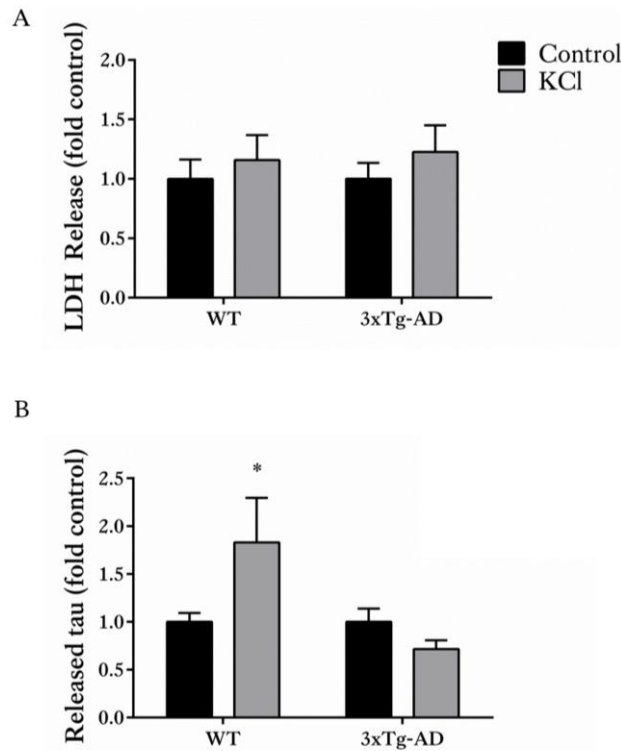 A
LDH Release (fold control)
2.0
1.5
1.0
0.5
0.0
WT
3xTg-AD
Control
KCl
B
Released tau (fold control)
*
2.5
2.0
1.5
1.0
0.5
0.0
WT
3xTg-AD